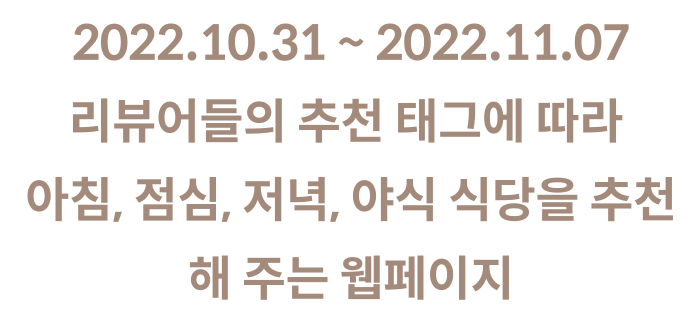 2022.10.31 ~ 2022.11.07
리뷰어들의 추천 태그에 따라
아침, 점심, 저녁, 야식 식당을 추천
해 주는 웹페이지